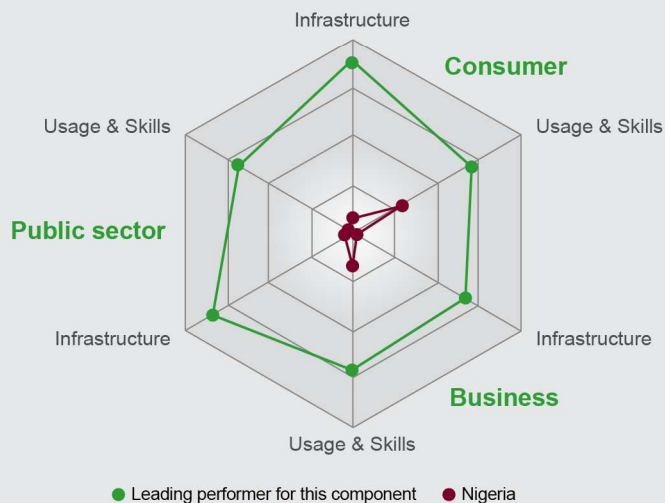 Infrastructure
Consumer
Usage & Skills
Usage & Skills
Public sector
Infrastructure
Infrastructure
Business
Usage & Skills
Leading performer for this component
Nigeria